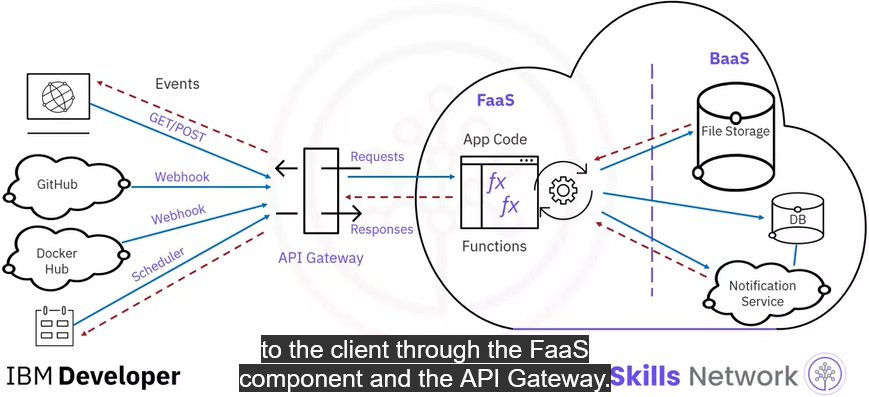 Events
GET/POST
GitHub
Webhook
Docker
Hub
Webhook
Scheduler
Requests
Responses
API Gateway
FaaS
App Code
fx
fx
Functions
BaaS
File Storage
DB
Notification
Service
to the client through the FaaS
component and the API Gateway.
IBM Developer
Skills Network